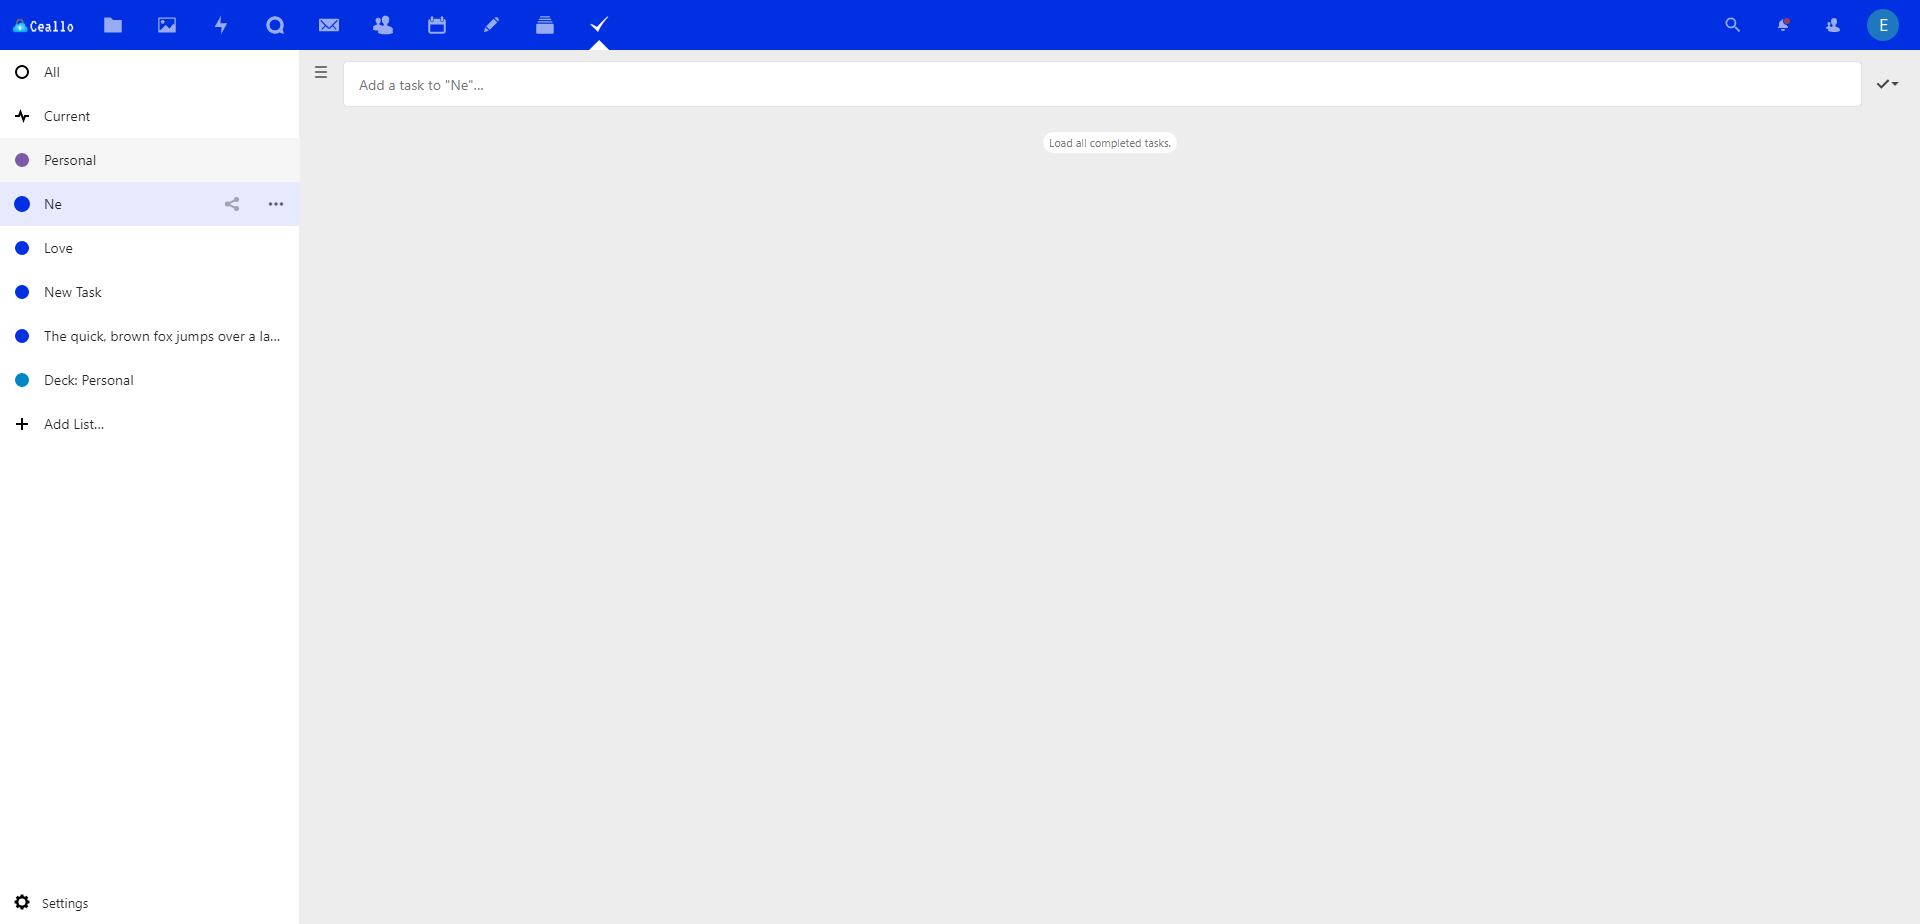 Ceallo
E
All
Current
Personal
Ne
Love
New Task
The quick, brown fox jumps over a la...
Deck: Personal
Add List...
Settings
Add a task to "Ne"...
Load all completed tasks.